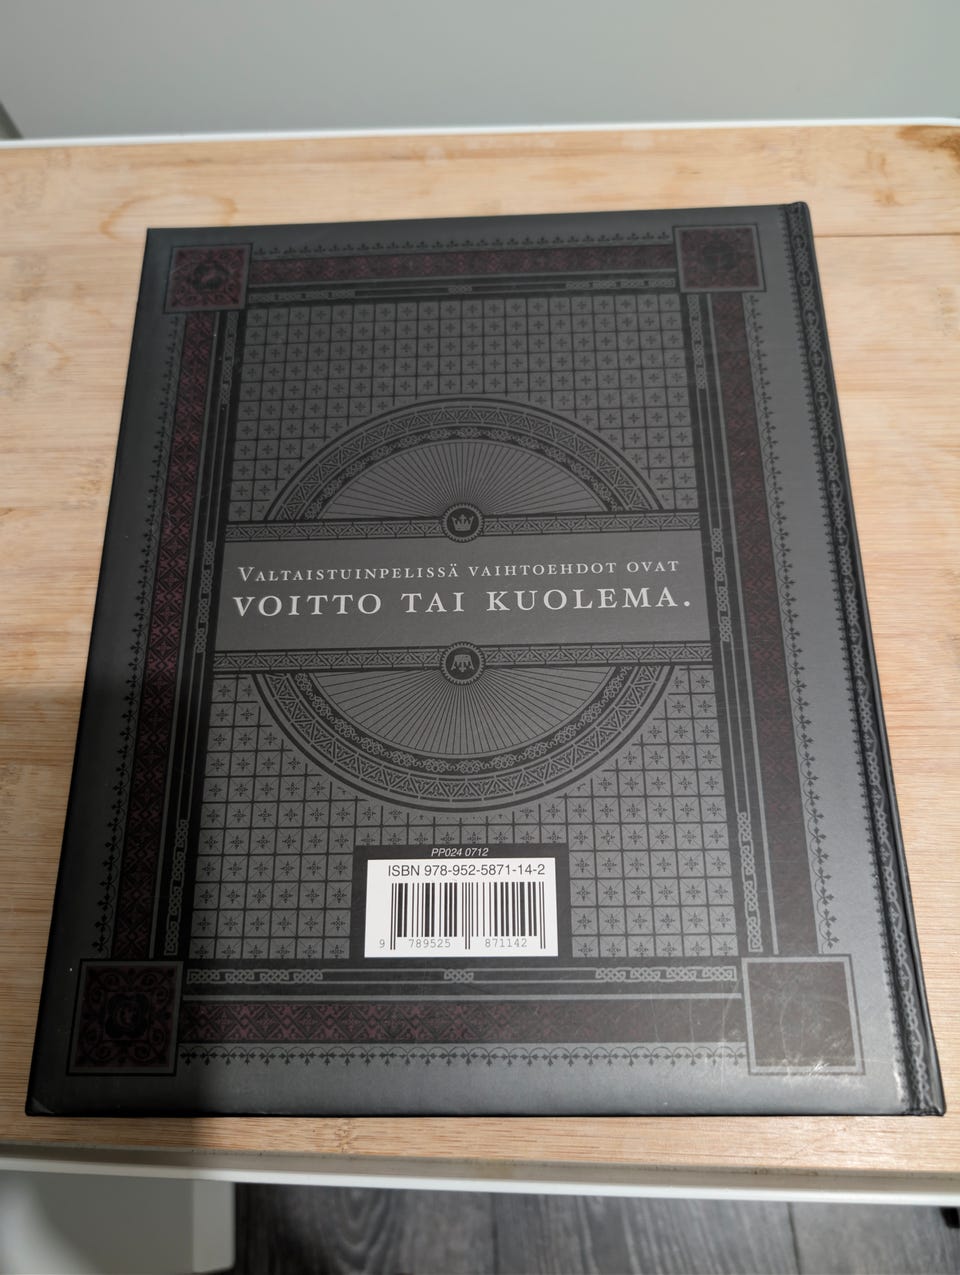 Valtaistuinpelissä vaihtoehdot ovat
voitto tai kuolema.
PP024 0712
ISBN 978-952-5871-14-2
9 789525 871142